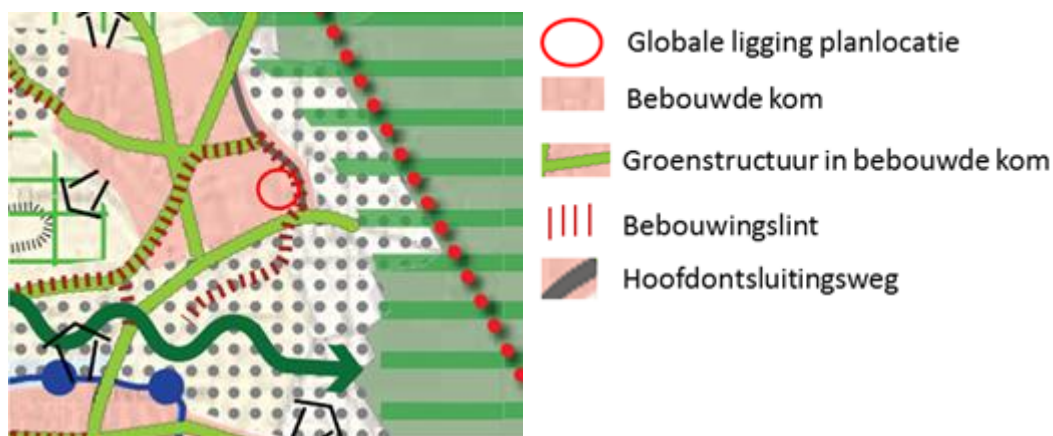 Globale ligging planlocatie
Bebouwde kom
Groenstructuur in bebouwde kom
Bebouwingslint
Hoofdontsluitingsweg